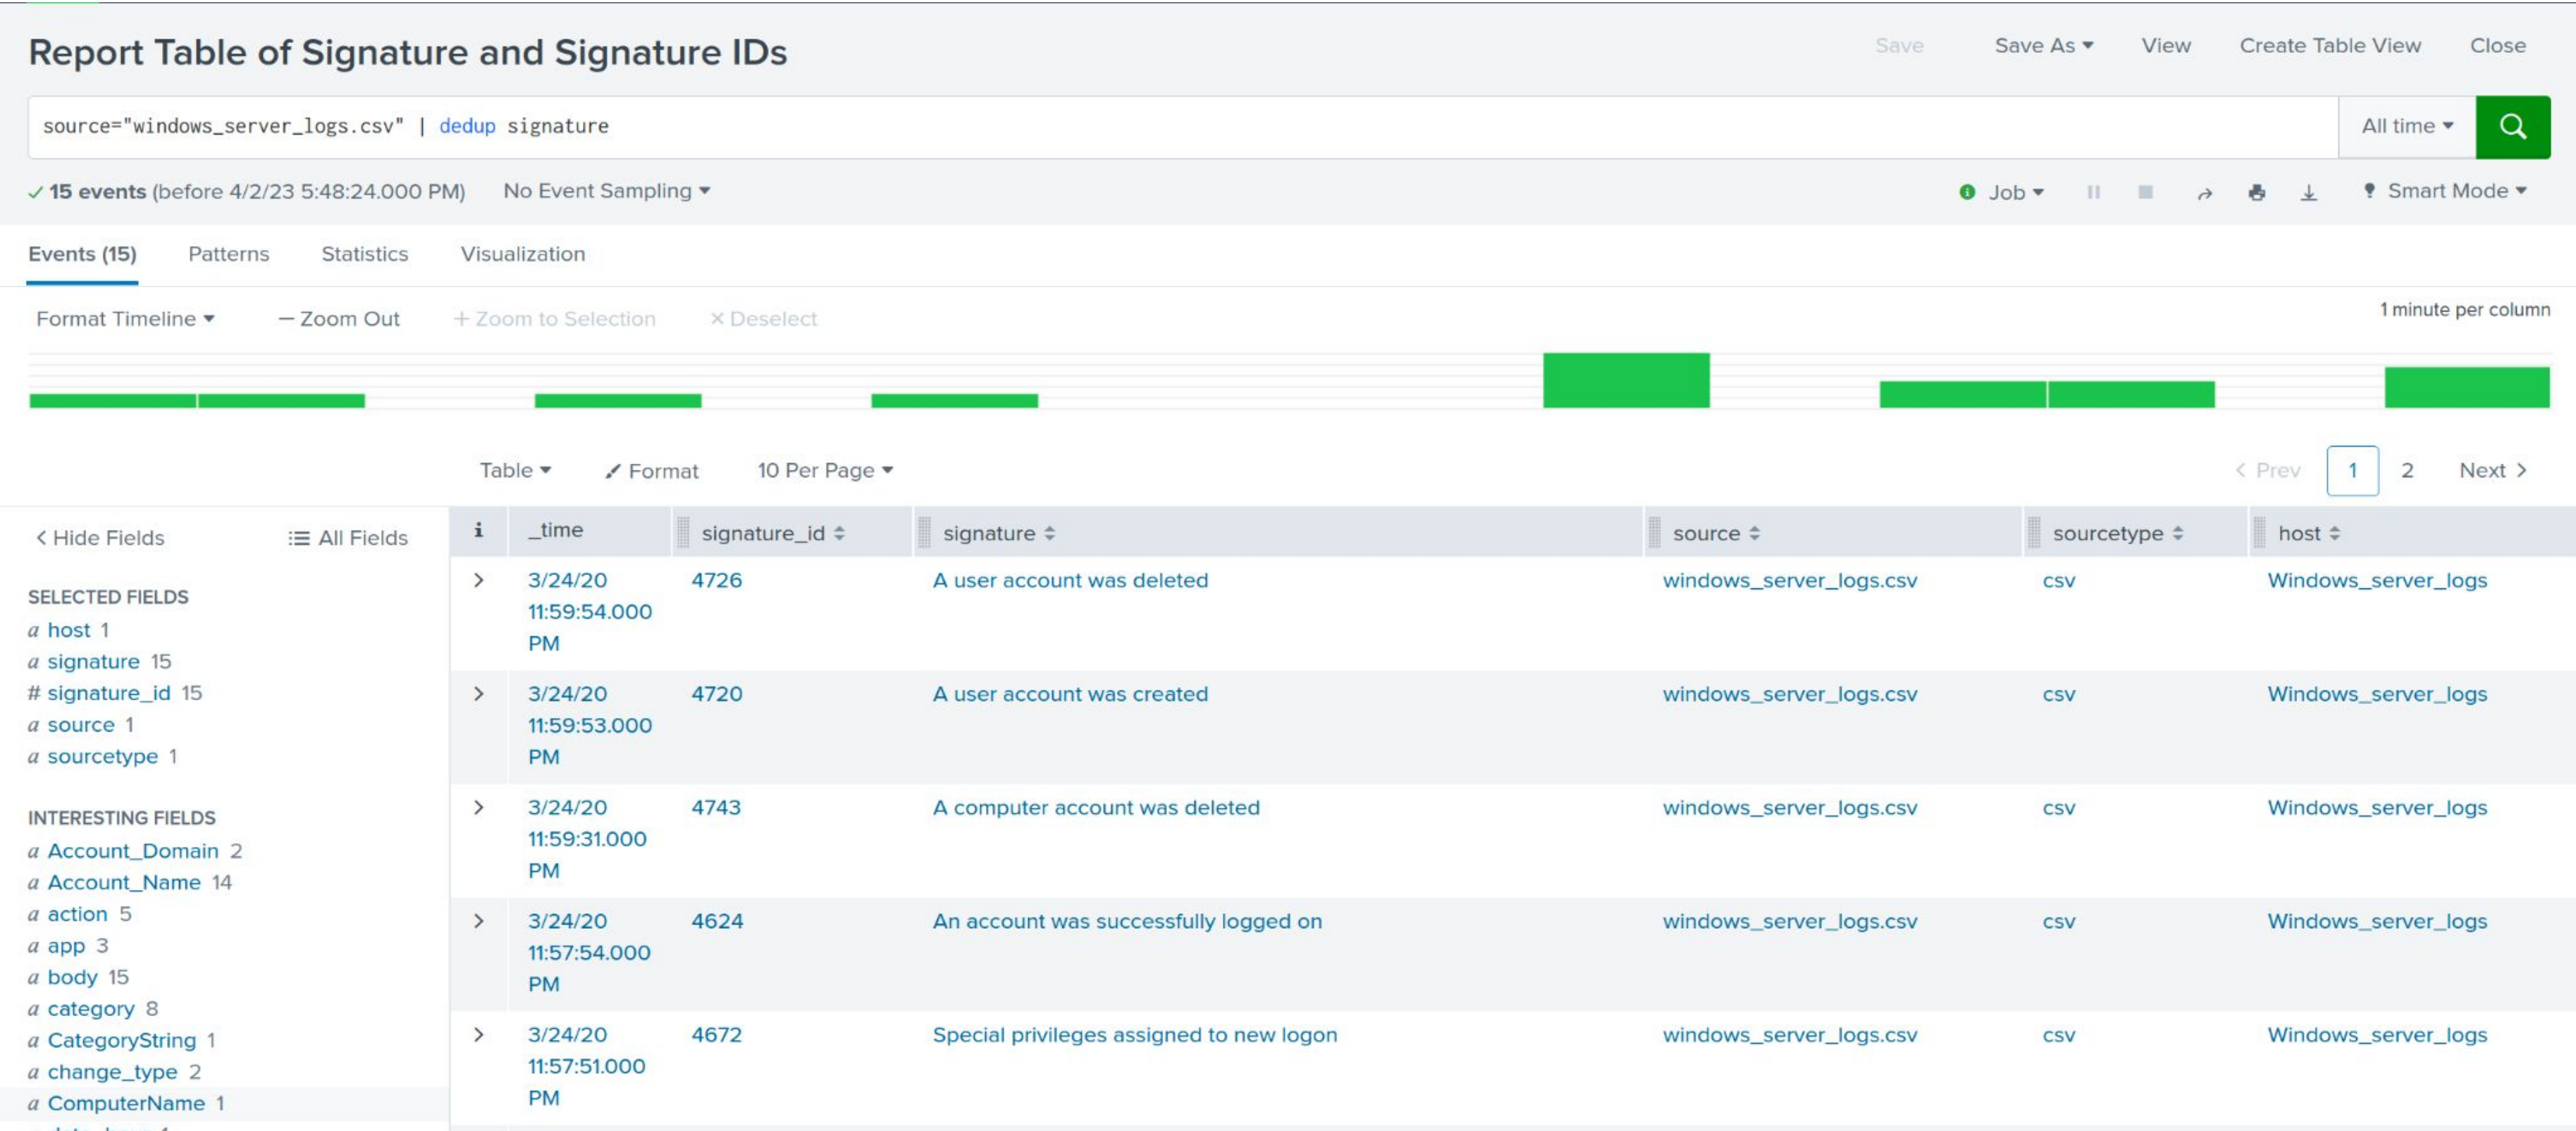 Report Table of Signature and Signature IDs
Save Save As View Create Table View Close
source="windows_server_logs.csv" | dedup signature
All time
15 events (before 4/2/23 5:48:24.000 PM) No Event Sampling
Job Smart Mode
Events (15) Patterns Statistics Visualization
Format Timeline — Zoom Out + Zoom to Selection × Deselect
1 minute per column
Table Format 10 Per Page
< Prev 1 2 Next >
< Hide Fields All Fields
SELECTED FIELDS
a host 1
a signature 15
# signature_id 15
a source 1
a sourcetype 1
INTERESTING FIELDS
a Account_Domain 2
a Account_Name 14
a action 5
a app 3
a body 15
a category 8
a CategoryString 1
a change_type 2
a ComputerName 1
i _time signature_id signature source sourcetype host
> 3/24/20 4726 A user account was deleted windows_server_logs.csv csv Windows_server_logs
11:59:54.000
PM
> 3/24/20 4720 A user account was created windows_server_logs.csv csv Windows_server_logs
11:59:53.000
PM
> 3/24/20 4743 A computer account was deleted windows_server_logs.csv csv Windows_server_logs
11:59:31.000
PM
> 3/24/20 4624 An account was successfully logged on windows_server_logs.csv csv Windows_server_logs
11:57:54.000
PM
> 3/24/20 4672 Special privileges assigned to new logon windows_server_logs.csv csv Windows_server_logs
11:57:51.000
PM